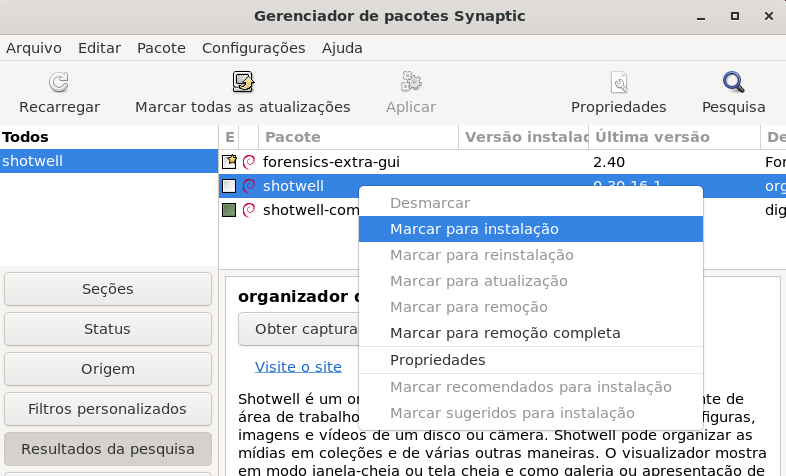 Gerenciador de pacotes Synaptic
Arquivo Editar Pacote Configurações Ajuda
Recarregar Marcar todas as atualizações Aplicar Propriedades Pesquisa
Todos
shotwell
E Pacote Versão instalac Última versão De
forensics-extra-gui 2.40 For
shotwell 0.30.16-1 org
shotwell-com dig
Desmarcar
Marcar para instalação
Marcar para reinstalação
Marcar para atualização
Marcar para remoção
Marcar para remoção completa
Propriedades
Marcar recomendados para instalação
Marcar sugeridos para instalação
Seções
Status
Origem
Filtros personalizados
Resultados da pesquisa
organizador
Obter captura
Visite o site
Shotwell é um or nte de
área de trabalho figuras,
imagens e vídeos de um disco ou câmera. Shotwell pode organizar as
mídias em coleções e de várias outras maneiras. O visualizador mostra
em modo janela-cheia ou tela cheia e como galeria ou apresentação de